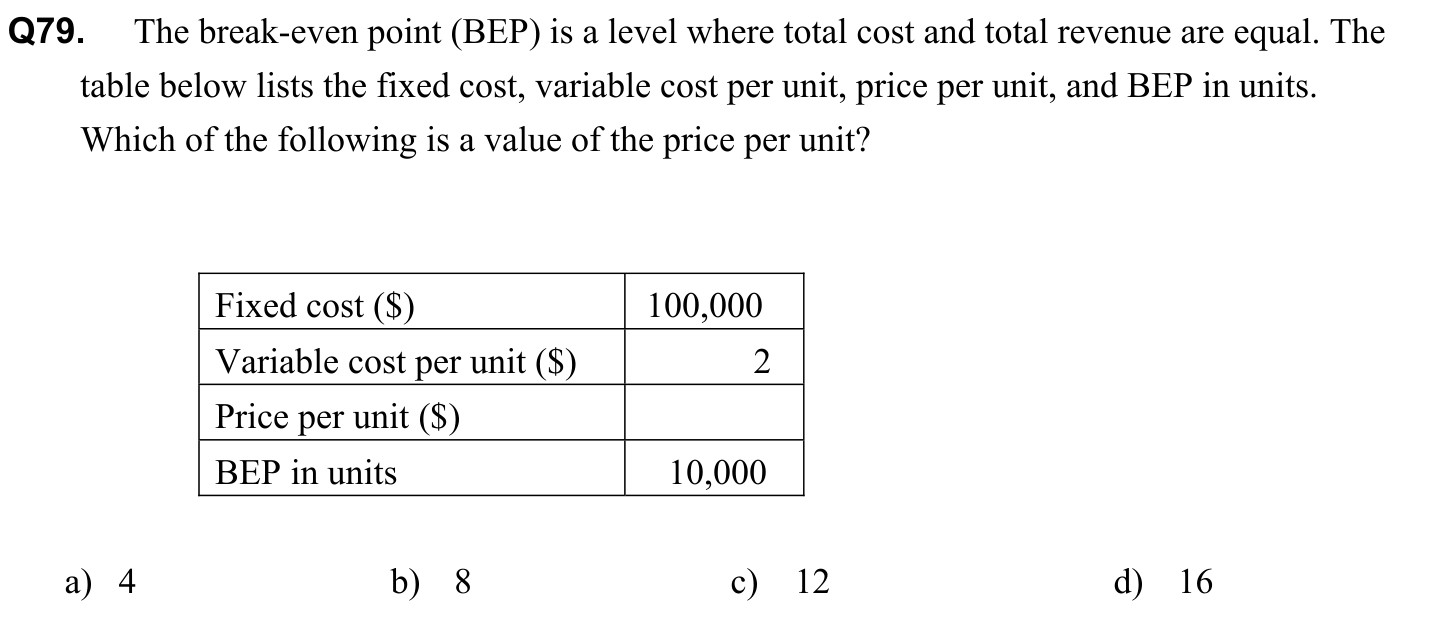 Q79. The break-even point (BEP) is a level where total cost and total revenue are equal. The
table below lists the fixed cost, variable cost per unit, price per unit, and BEP in units.
Which of the following is a value of the price per unit?
Fixed cost ($) 100,000
Variable cost per unit ($) 2
Price per unit ($)
BEP in units 10,000
a) 4 b) 8 c) 12 d) 16